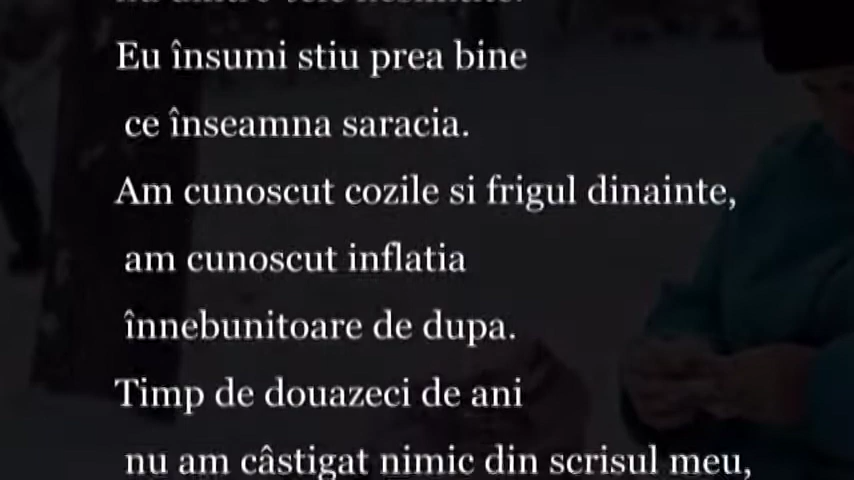 Eu însumi stiu prea bine
ce înseamna saracia.
Am cunoscut cozile si frigul dinainte,
am cunoscut inflatia
înnebunitoare de dupa.
Timp de douazeci de ani
nu am câstigat nimic din scrisul meu,